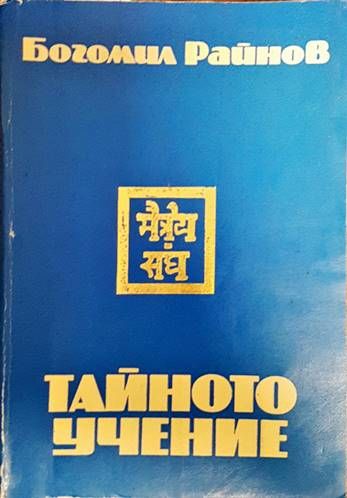 Богомил Райнов
मैत्रेय
संघ
ТАЙНОТО
УЧЕНИЕ